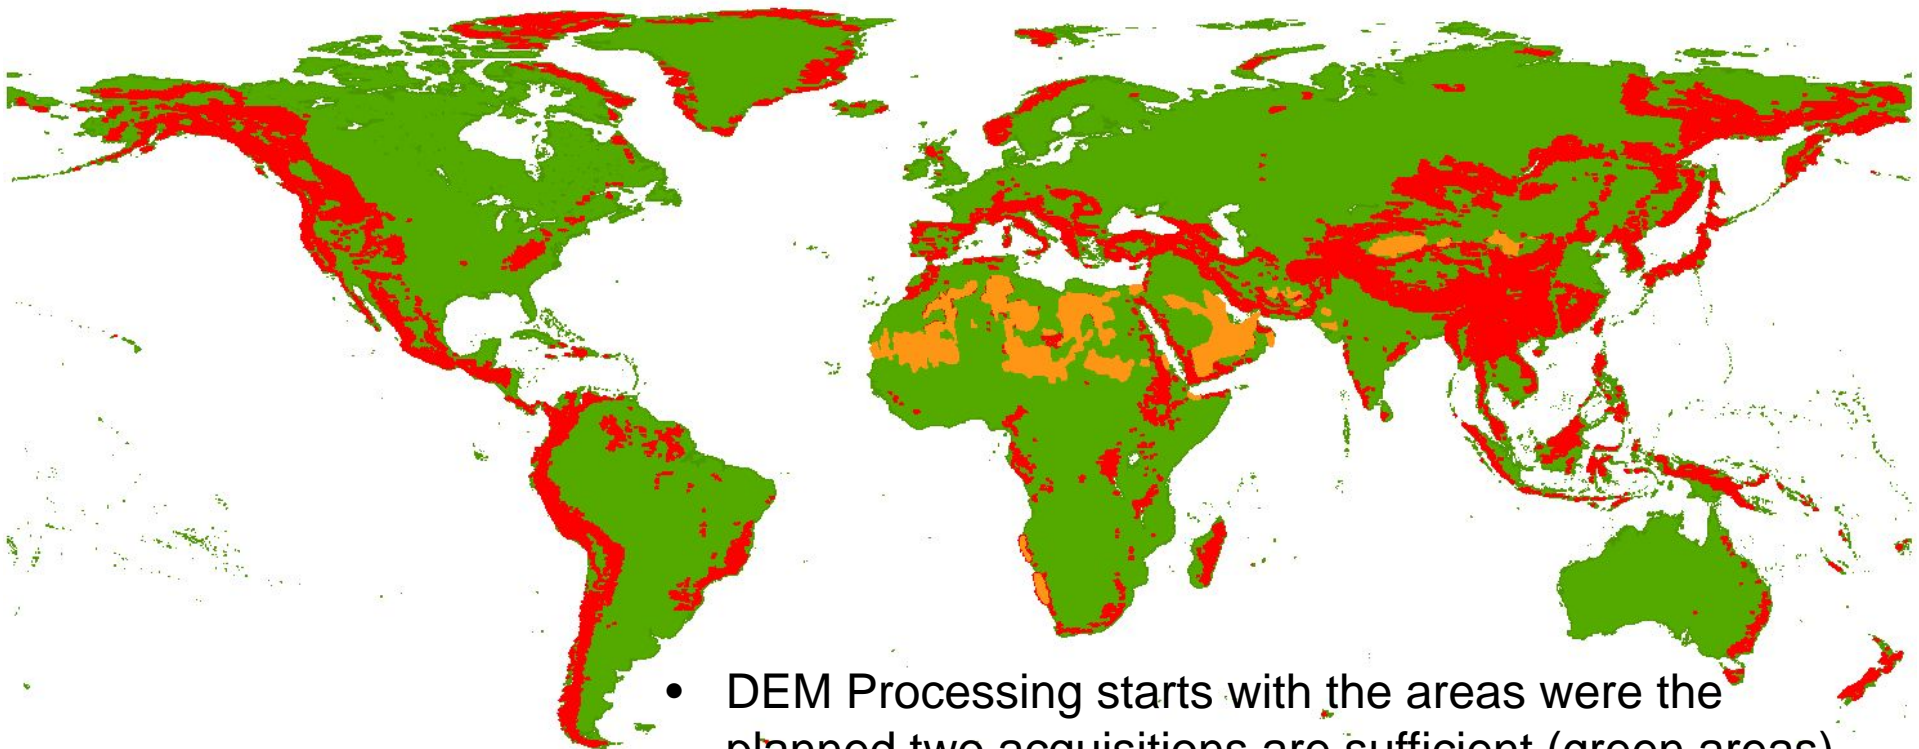 • DEM Processing starts with the areas were the
planned two acquisitions are sufficient (green areas)